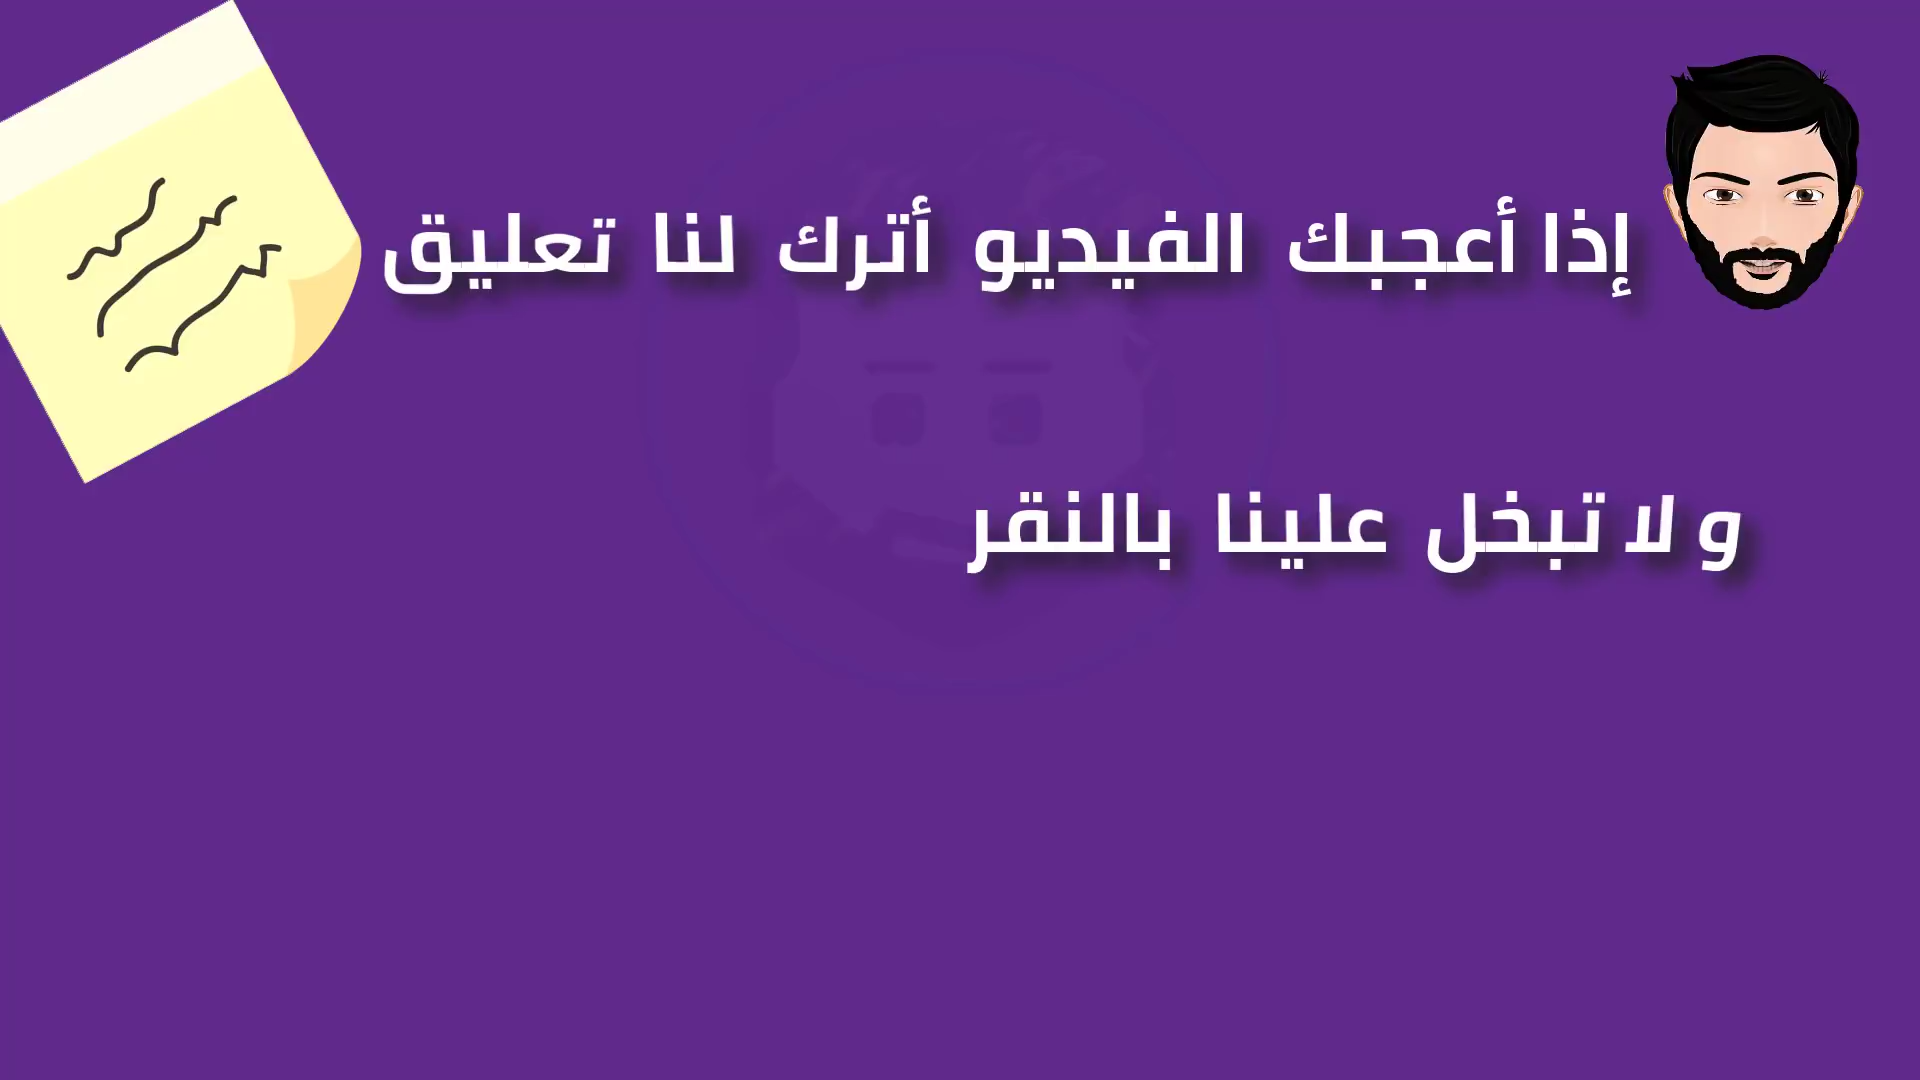 إذا أعجبك الفيديو أترك لنا تعليق
و لا تبخل علينا بالنقر